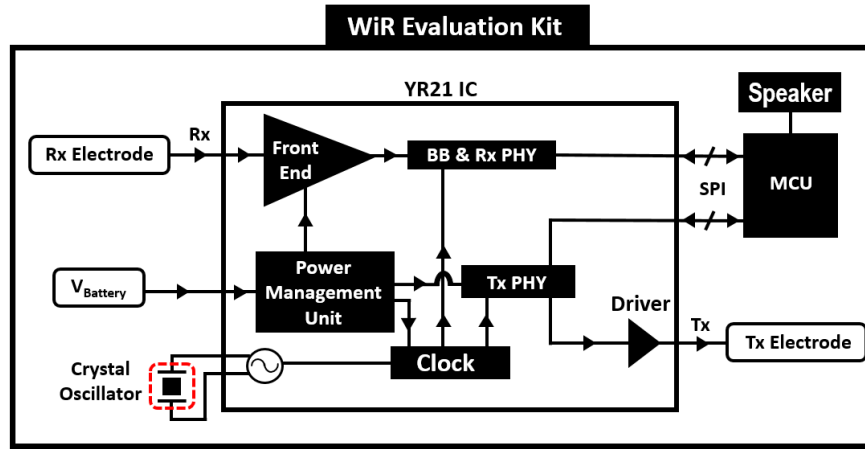 WiR Evaluation Kit
YR21 IC
Speaker
Rx Electrode
Rx
Front
End
BB & Rx PHY
SPI
MCU
V Battery
Power
Management
Unit
Tx PHY
Driver
Tx
Tx Electrode
Crystal
Oscillator
Clock